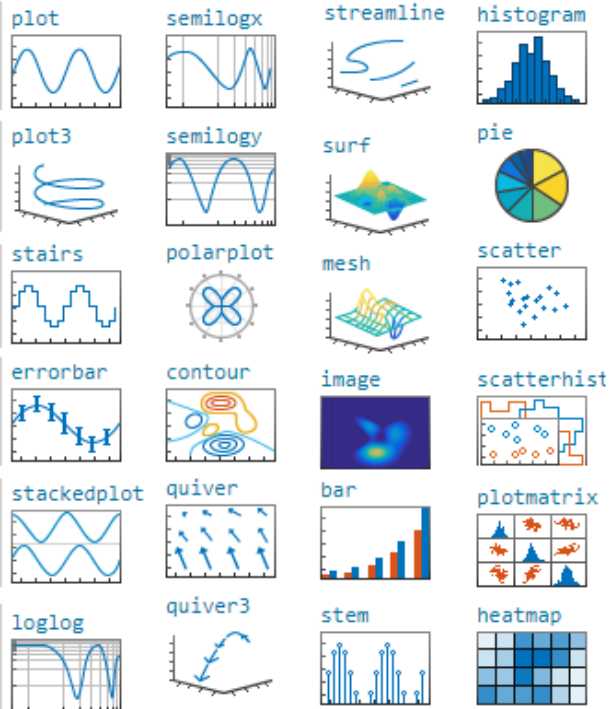 plot
semilogx
streamline
histogram
plot3
semilogy
surf
pie
stairs
polarplot
mesh
scatter
errorbar
contour
image
scatterhist
stackedplot
quiver
bar
plotmatrix
loglog
quiver3
stem
heatmap